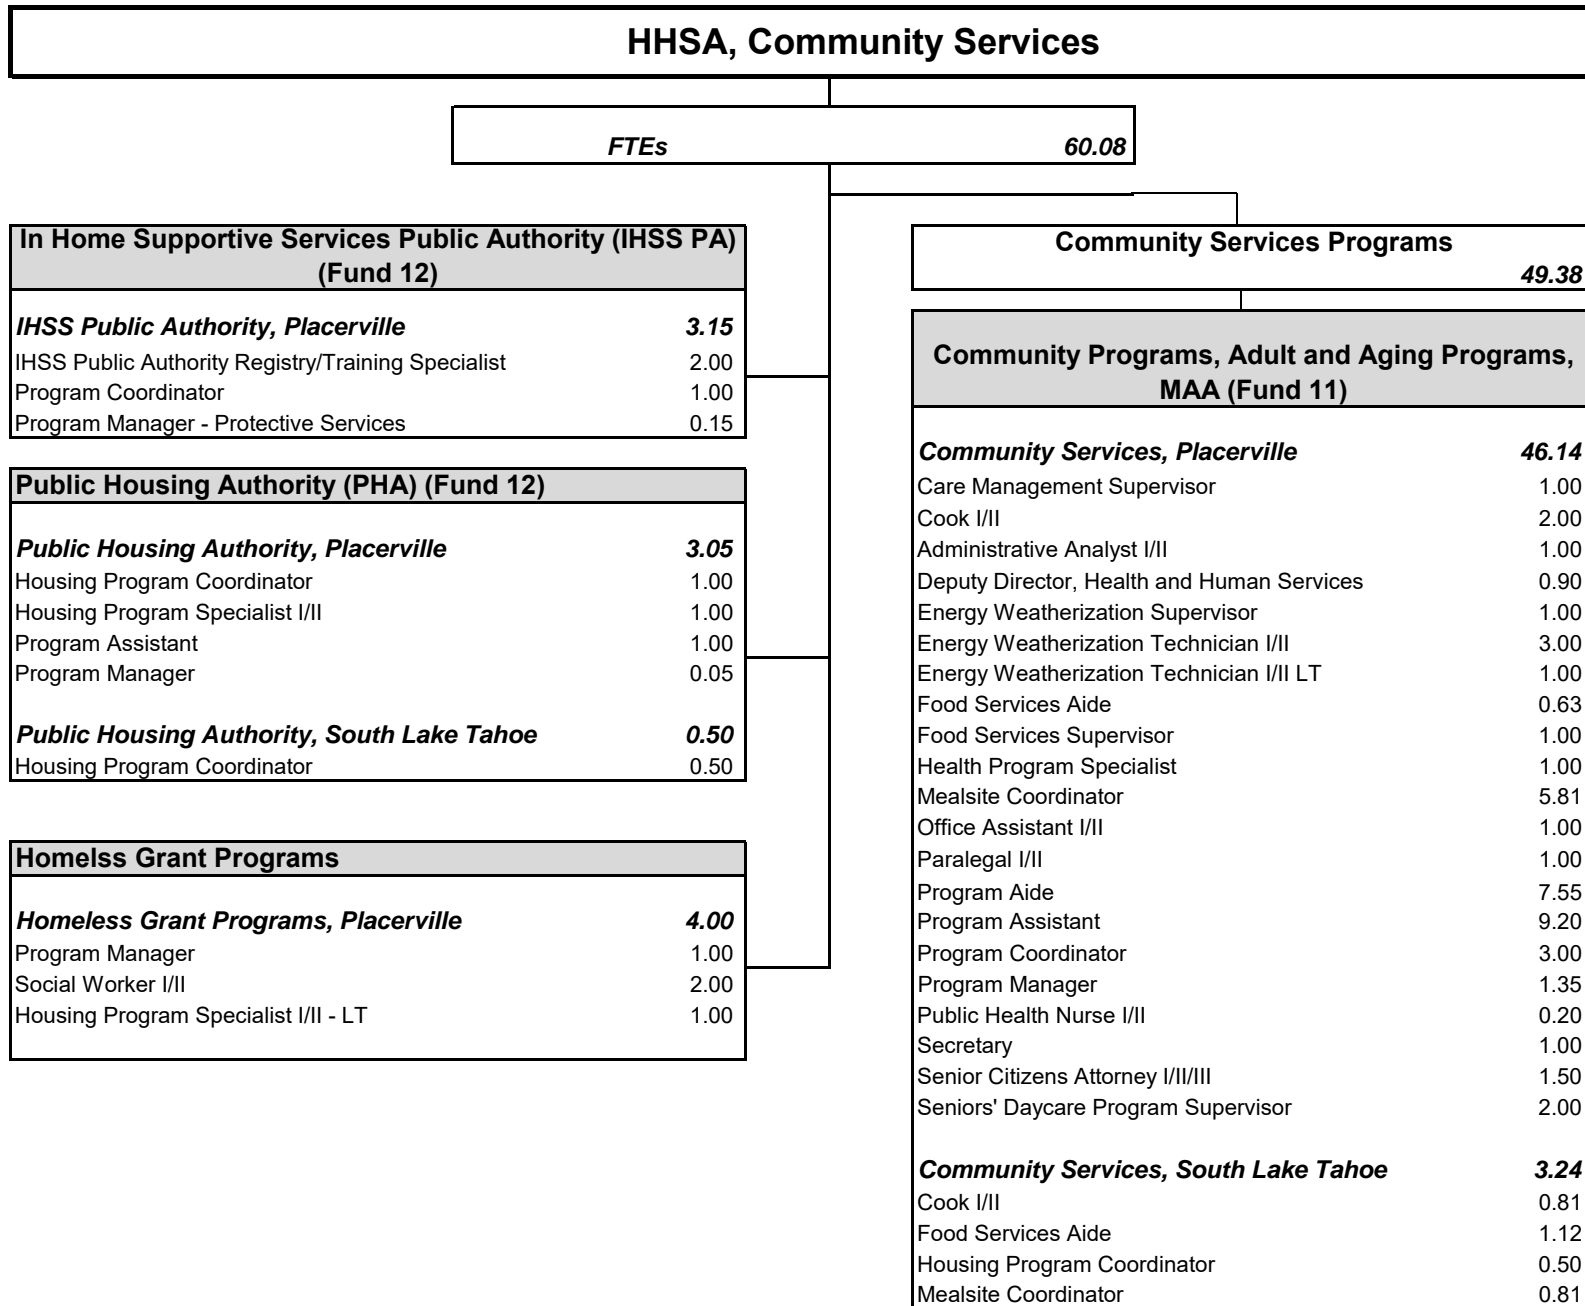 HHSA, Community Services
FTEs 60.08
In Home Supportive Services Public Authority (IHSS PA)
(Fund 12)
IHSS Public Authority, Placerville 3.15
IHSS Public Authority Registry/Training Specialist 2.00
Program Coordinator 1.00
Program Manager - Protective Services 0.15
Public Housing Authority (PHA) (Fund 12)
Public Housing Authority, Placerville 3.05
Housing Program Coordinator 1.00
Housing Program Specialist I/II 1.00
Program Assistant 1.00
Program Manager 0.05
Public Housing Authority, South Lake Tahoe 0.50
Housing Program Coordinator 0.50
Homelss Grant Programs
Homeless Grant Programs, Placerville 4.00
Program Manager 1.00
Social Worker I/II 2.00
Housing Program Specialist I/II - LT 1.00
Community Services Programs
49.38
Community Programs, Adult and Aging Programs,
MAA (Fund 11)
Community Services, Placerville 46.14
Care Management Supervisor 1.00
Cook I/II 2.00
Administrative Analyst I/II 1.00
Deputy Director, Health and Human Services 0.90
Energy Weatherization Supervisor 1.00
Energy Weatherization Technician I/II 3.00
Energy Weatherization Technician I/II LT 1.00
Food Services Aide 0.63
Food Services Supervisor 1.00
Health Program Specialist 1.00
Mealsite Coordinator 5.81
Office Assistant I/II 1.00
Paralegal I/II 1.00
Program Aide 7.55
Program Assistant 9.20
Program Coordinator 3.00
Program Manager 1.35
Public Health Nurse I/II 0.20
Secretary 1.00
Senior Citizens Attorney I/II/III 1.50
Seniors' Daycare Program Supervisor 2.00
Community Services, South Lake Tahoe 3.24
Cook I/II 0.81
Food Services Aide 1.12
Housing Program Coordinator 0.50
Mealsite Coordinator 0.81